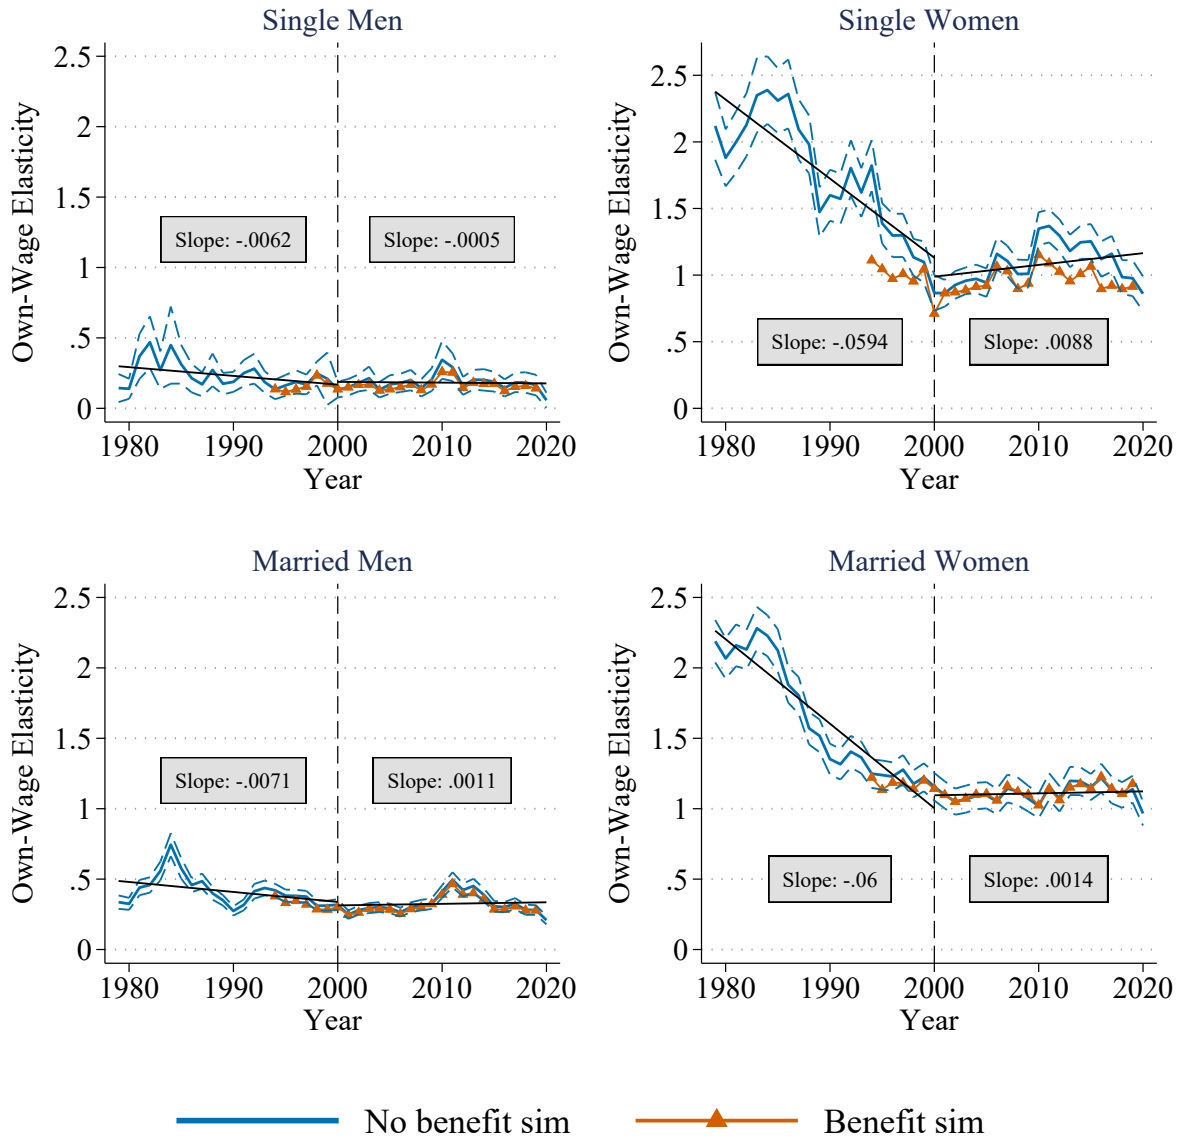 Single Men
Own-Wage Elasticity
2.5
2
1.5
1
.5
0
Slope: -.0062
Slope: -.0005
1980 1990 2000 2010 2020
Year
Single Women
Own-Wage Elasticity
2.5
2
1.5
1
.5
0
Slope: -.0594
Slope: .0088
1980 1990 2000 2010 2020
Year
Married Men
Own-Wage Elasticity
2.5
2
1.5
1
.5
0
Slope: -.0071
Slope: .0011
1980 1990 2000 2010 2020
Year
Married Women
Own-Wage Elasticity
2.5
2
1.5
1
.5
0
Slope: -.06
Slope: .0014
1980 1990 2000 2010 2020
Year
No benefit sim
Benefit sim